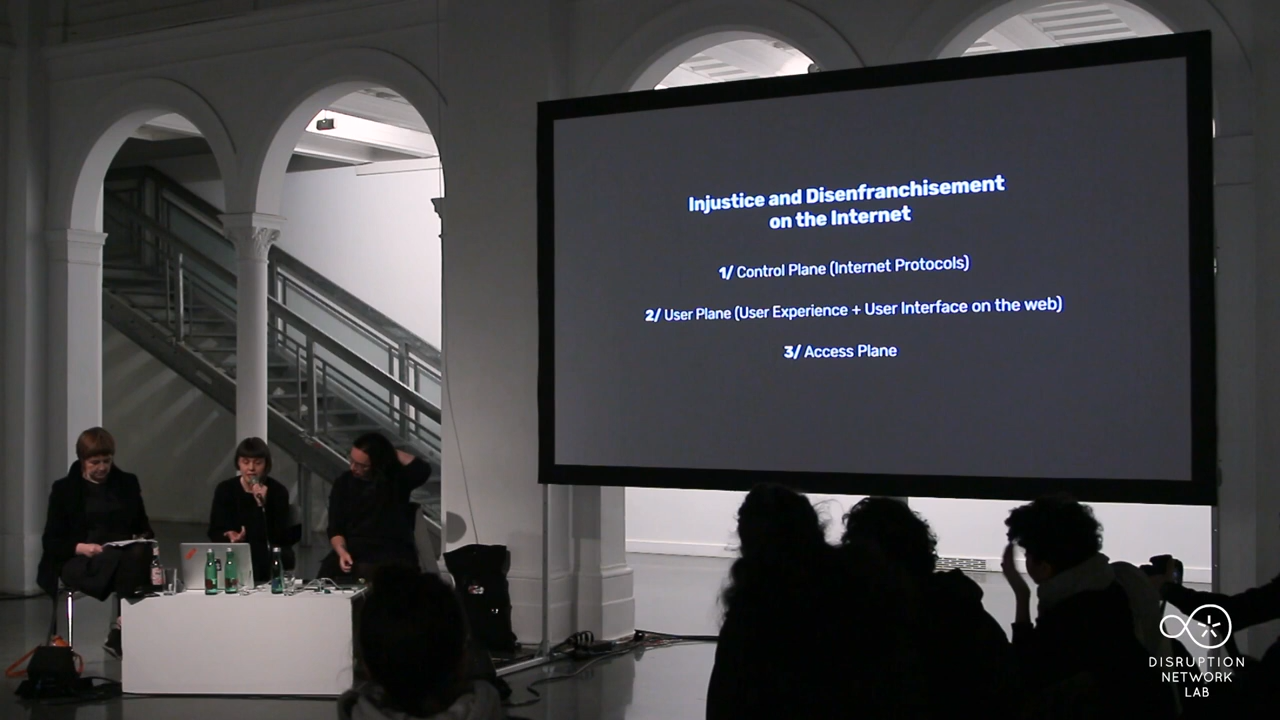 Injustice and Disenfranchisement
on the Internet
1/ Control Plane (Internet Protocols)
2/ User Plane (User Experience + User Interface on the web)
3/ Access Plane
DISRUPTION
NETWORK
LAB